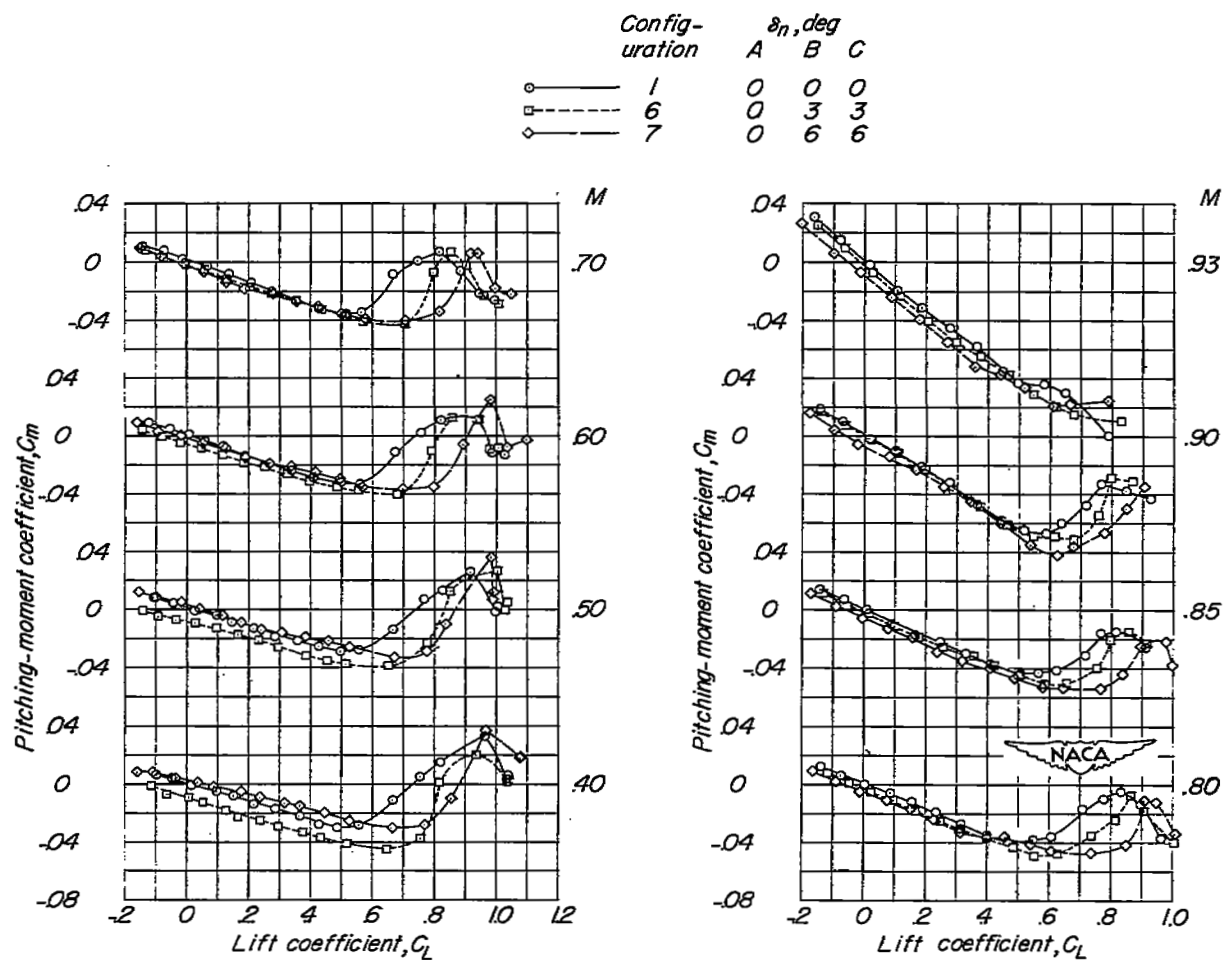 Config- δn, deg
uration A B C
1 0 0 0
6 0 3 3
7 0 6 6
.04 M .04 M
0 .70 0 .93
-.04 -.04
.04 .04
0 .60 0 .90
-.04 -.04
.04 .04
0 .50 0 .85
-.04 -.04
.04 .04
NACA
0 .40 0 .80
-.04 -.04
-.08 -.08
-.2 0 .2 .4 .6 .8 1.0 1.2 -.2 0 .2 .4 .6 .8 1.0
Lift coefficient, CL Lift coefficient, CL
Pitching-moment coefficient, Cm
Pitching-moment coefficient, Cm